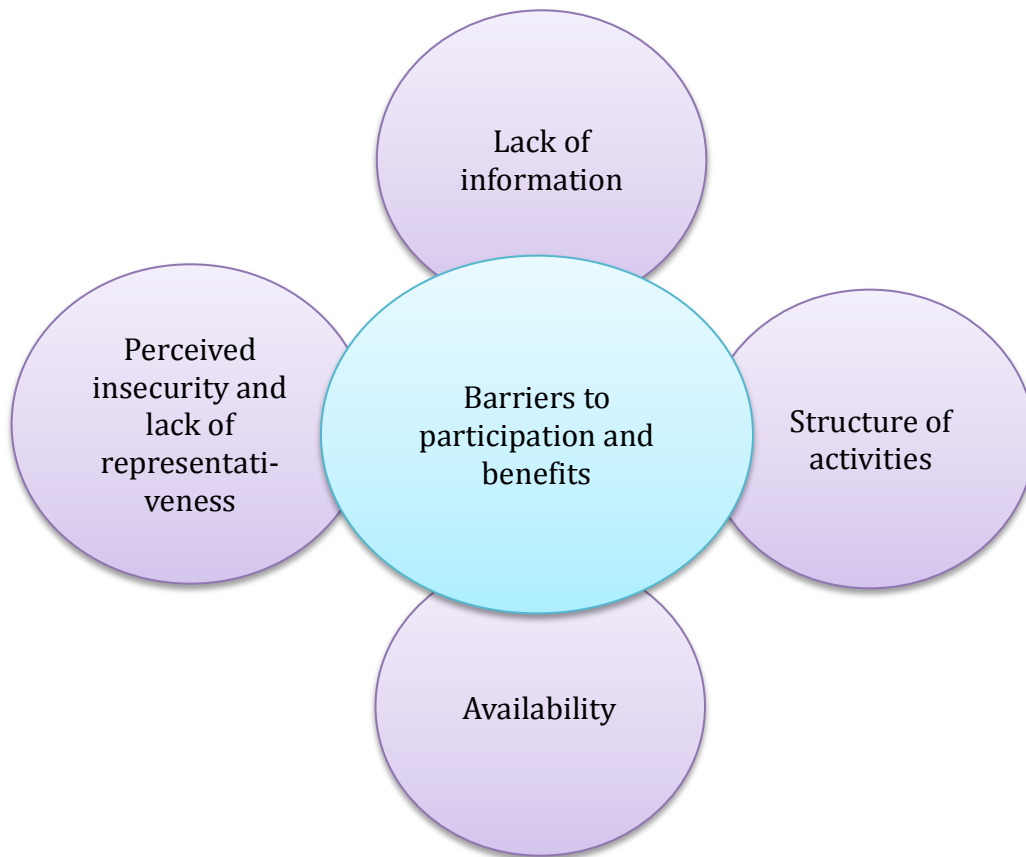 Lack of
information
Perceived
insecurity and
lack of
representati-
veness
Barriers to
participation and
benefits
Structure of
activities
Availability